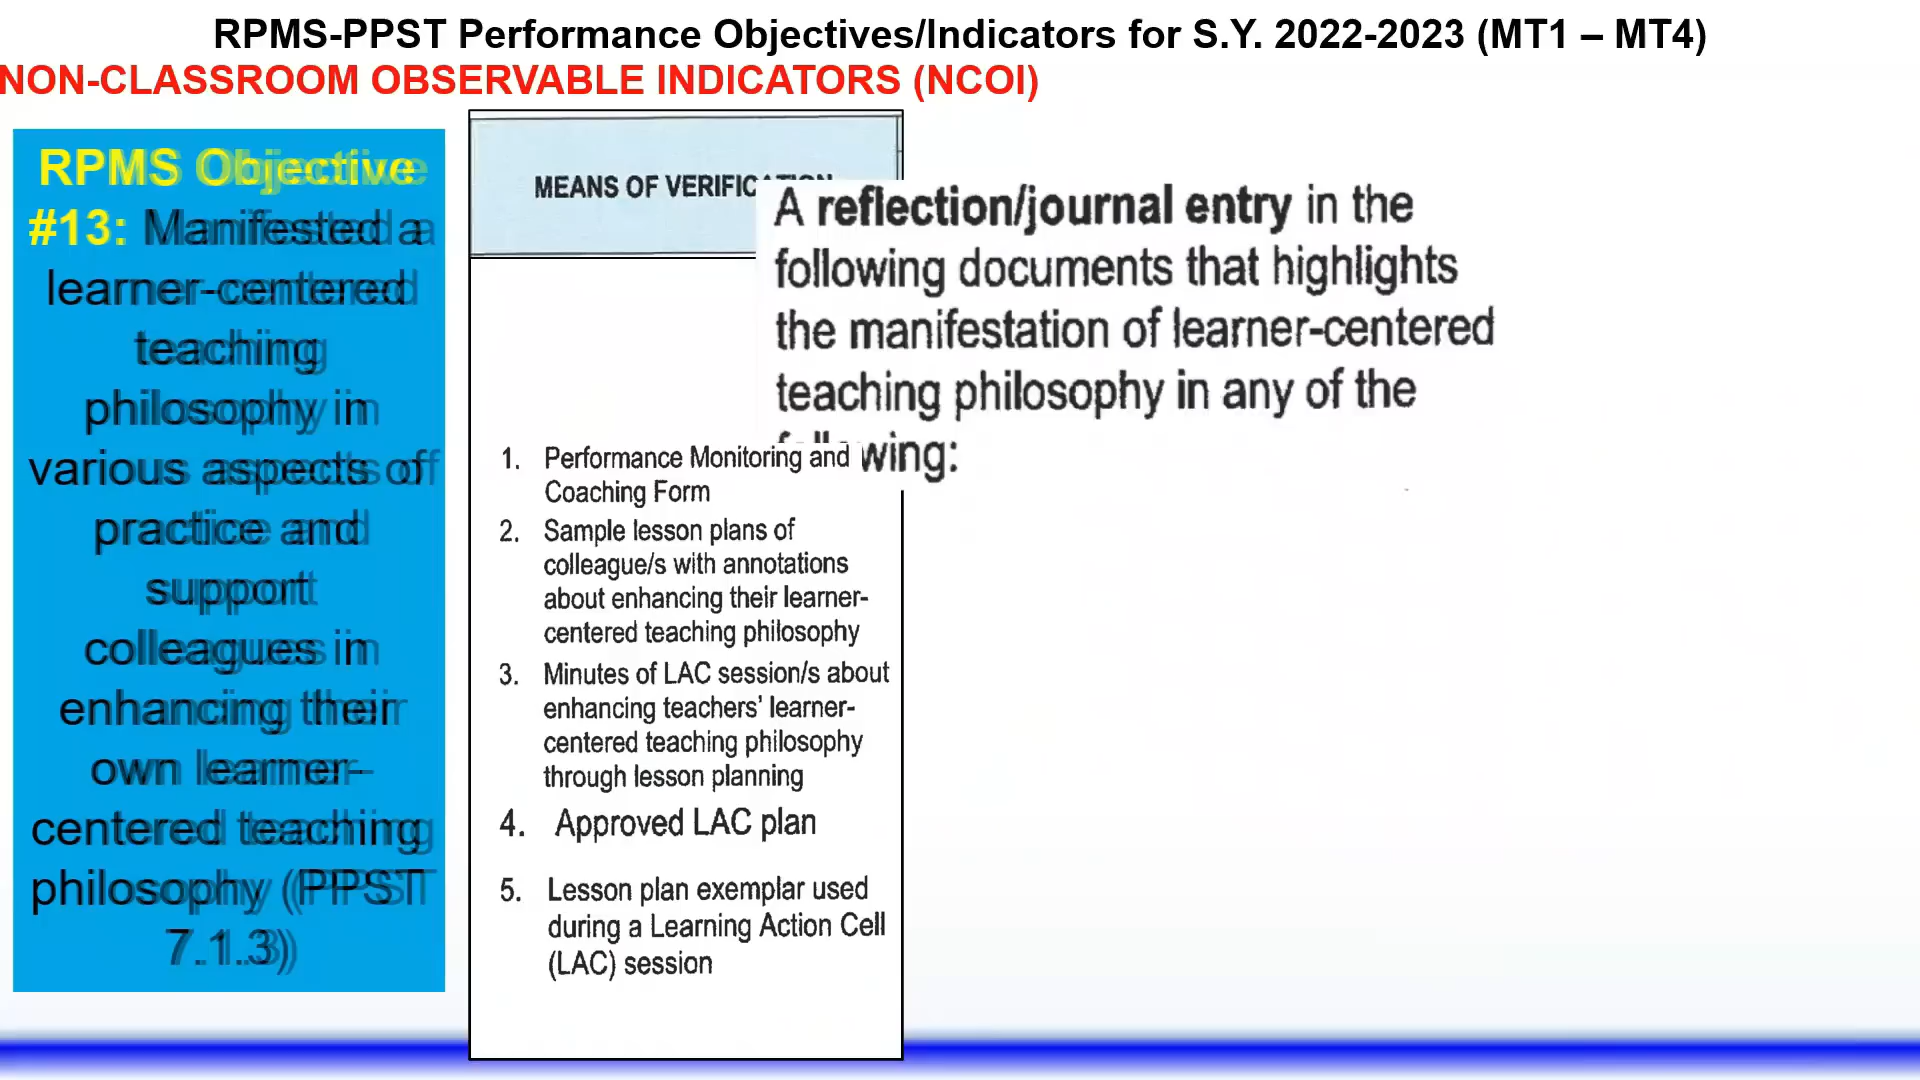 RPMS-PPST Performance Objectives/Indicators for S.Y. 2022-2023 (MT1 – MT4)
NON-CLASSROOM OBSERVABLE INDICATORS (NCOI)
RPMS Objective
#13: Manifested a
learner-centered
teaching
philosophy in
various aspects of
practice and
support
colleagues in
enhancing their
own learner-
centered teaching
philosophy (PPST
7.1.3)
MEANS OF VERIFICATION
A reflection/journal entry in the
following documents that highlights
the manifestation of learner-centered
teaching philosophy in any of the
following:
1. Performance Monitoring and
Coaching Form
2. Sample lesson plans of
colleague/s with annotations
about enhancing their learner-
centered teaching philosophy
3. Minutes of LAC session/s about
enhancing teachers' learner-
centered teaching philosophy
through lesson planning
4. Approved LAC plan
5. Lesson plan exemplar used
during a Learning Action Cell
(LAC) session